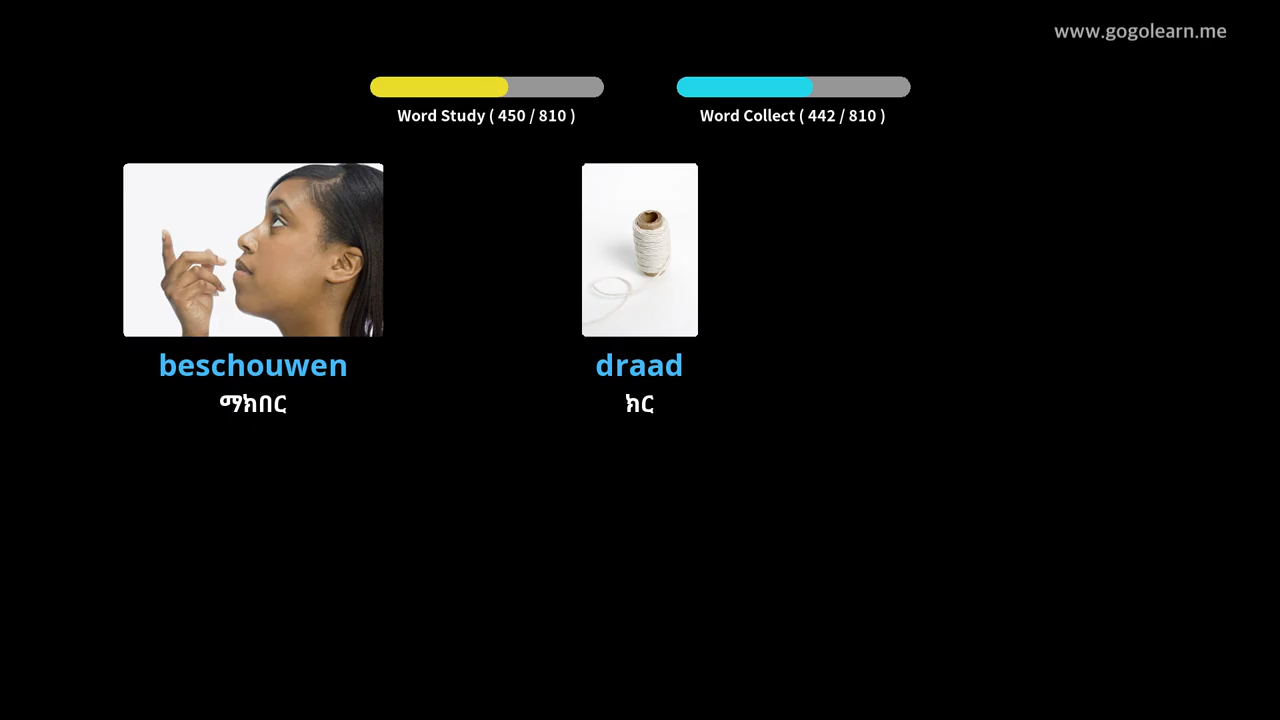 www.gogolearn.me
Word Study ( 450 / 810 )
Word Collect ( 442 / 810 )
beschouwen
draad
ማክበር
ክር